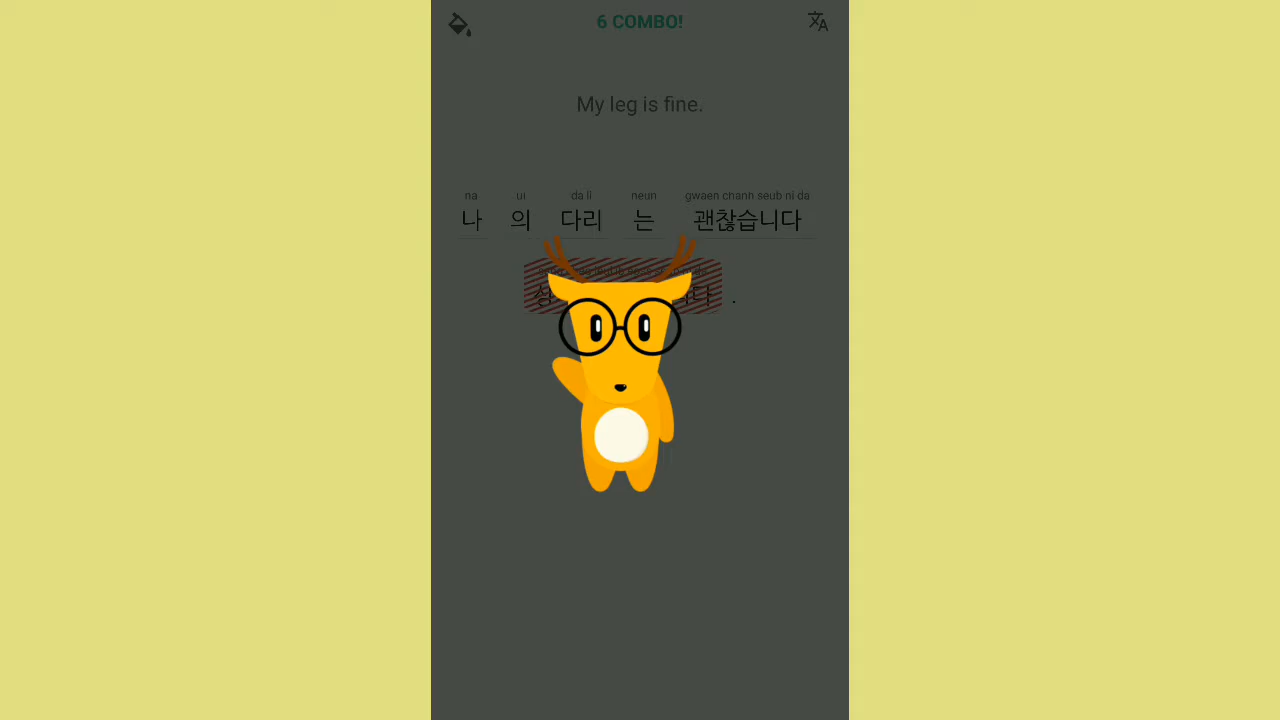 6 COMBO!
My leg is fine.
na ui da li neun gwaen chanh seub ni da
나 의 다리 는 괜찮습니다
.